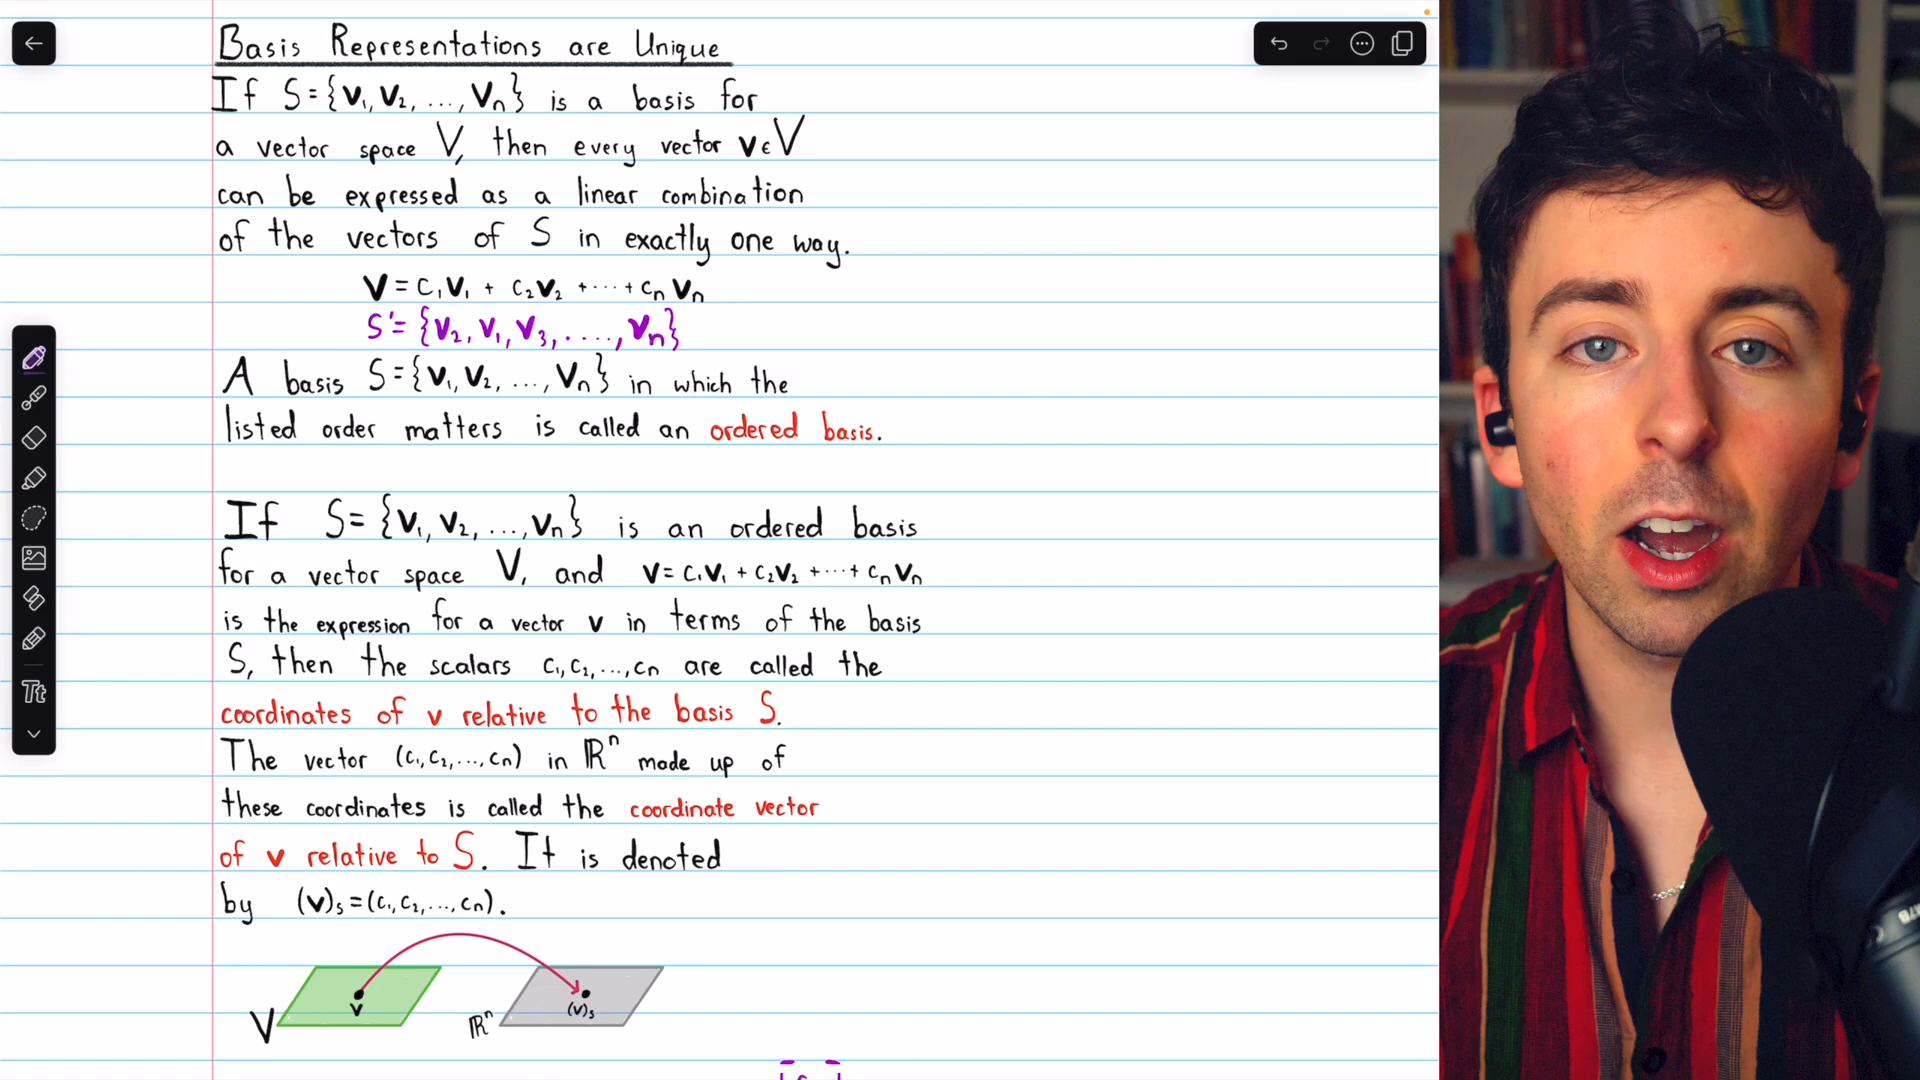 Basis Representations are Unique
If S={v₁, v₂, ..., vₙ} is a basis for
a vector space V, then every vector v∈V
can be expressed as a linear combination
of the vectors of S in exactly one way.
v = c₁v₁ + c₂v₂ + ··· + cₙvₙ
S'= {v₂, v₁, v₃, ...., vₙ}
A basis S={v₁, v₂, ..., vₙ} in which the
listed order matters is called an ordered basis.
If S= {v₁, v₂, ..., vₙ} is an ordered basis
for a vector space V, and v= c₁v₁ + c₂v₂ + ··· + cₙvₙ
is the expression for a vector v in terms of the basis
S, then the scalars c₁, c₂, ..., cₙ are called the
coordinates of v relative to the basis S.
The vector (c₁, c₂, ..., cₙ) in ℝⁿ made up of
these coordinates is called the coordinate vector
of v relative to S. It is denoted
by (v)ₛ = (c₁, c₂, ..., cₙ).
v
(v)ₛ
V
ℝⁿ
Tt